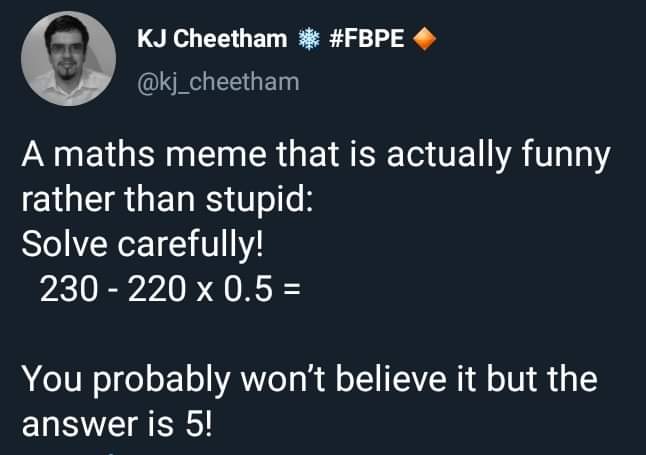 KJ Cheetham ❄ #FBPE 🔶
@kj_cheetham
A maths meme that is actually funny
rather than stupid:
Solve carefully!
230 - 220 x 0.5 =
You probably won’t believe it but the
answer is 5!